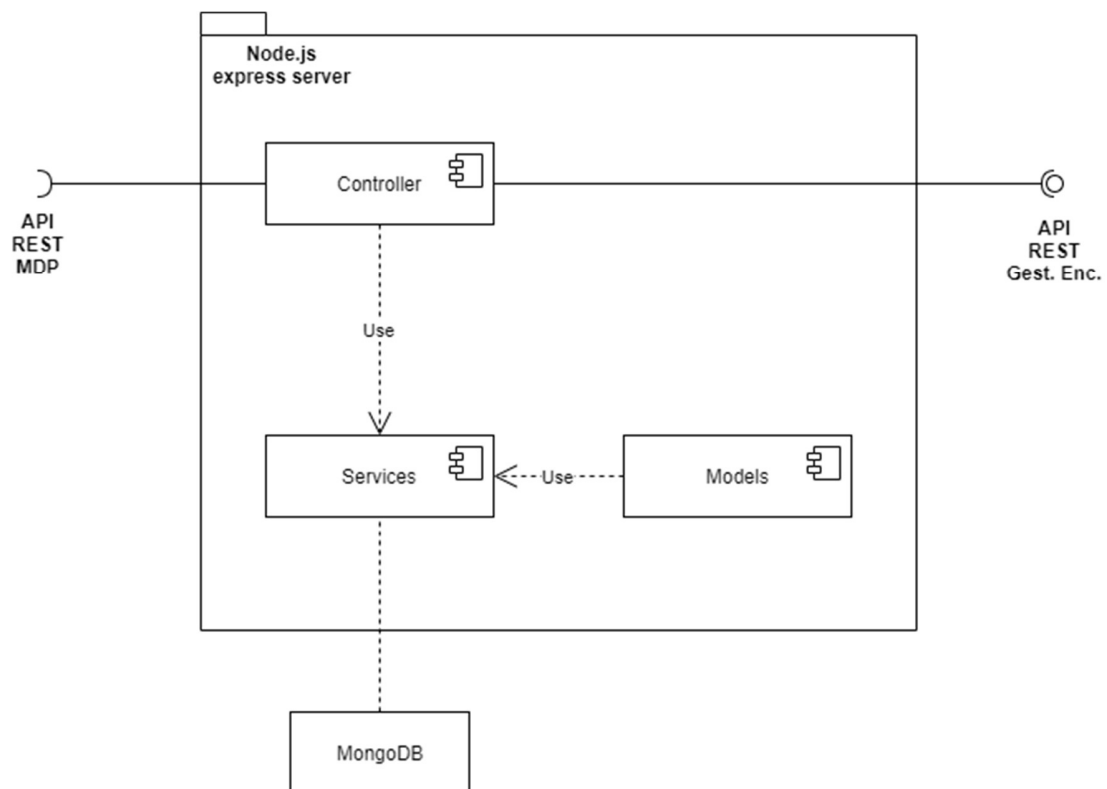 Node.js
express server
Controller
API
REST
MDP
API
REST
Gest. Enc.
Use
Services
Use
Models
MongoDB